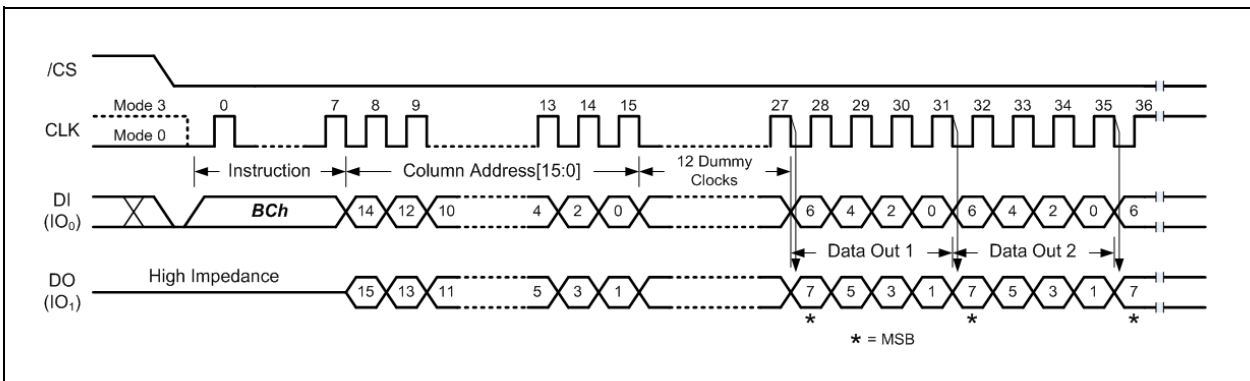 /CS
Mode 3 0 7 8 9 13 14 15 27 28 29 30 31 32 33 34 35 36
CLK
Mode 0
Instruction Column Address[15:0] 12 Dummy Clocks
DI (IO0) BCh 14 12 10 4 2 0 6 4 2 0 6 4 2 0 6
Data Out 1 Data Out 2
High Impedance
DO (IO1) 15 13 11 5 3 1 7 5 3 1 7 5 3 1 7
* * *
* = MSB